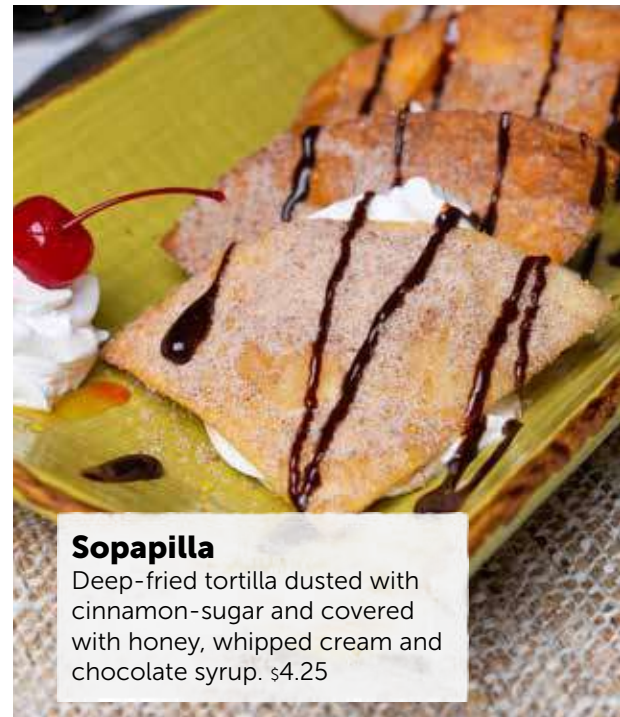 Sopapilla
Deep-fried tortilla dusted with
cinnamon-sugar and covered
with honey, whipped cream and
chocolate syrup. $4.25